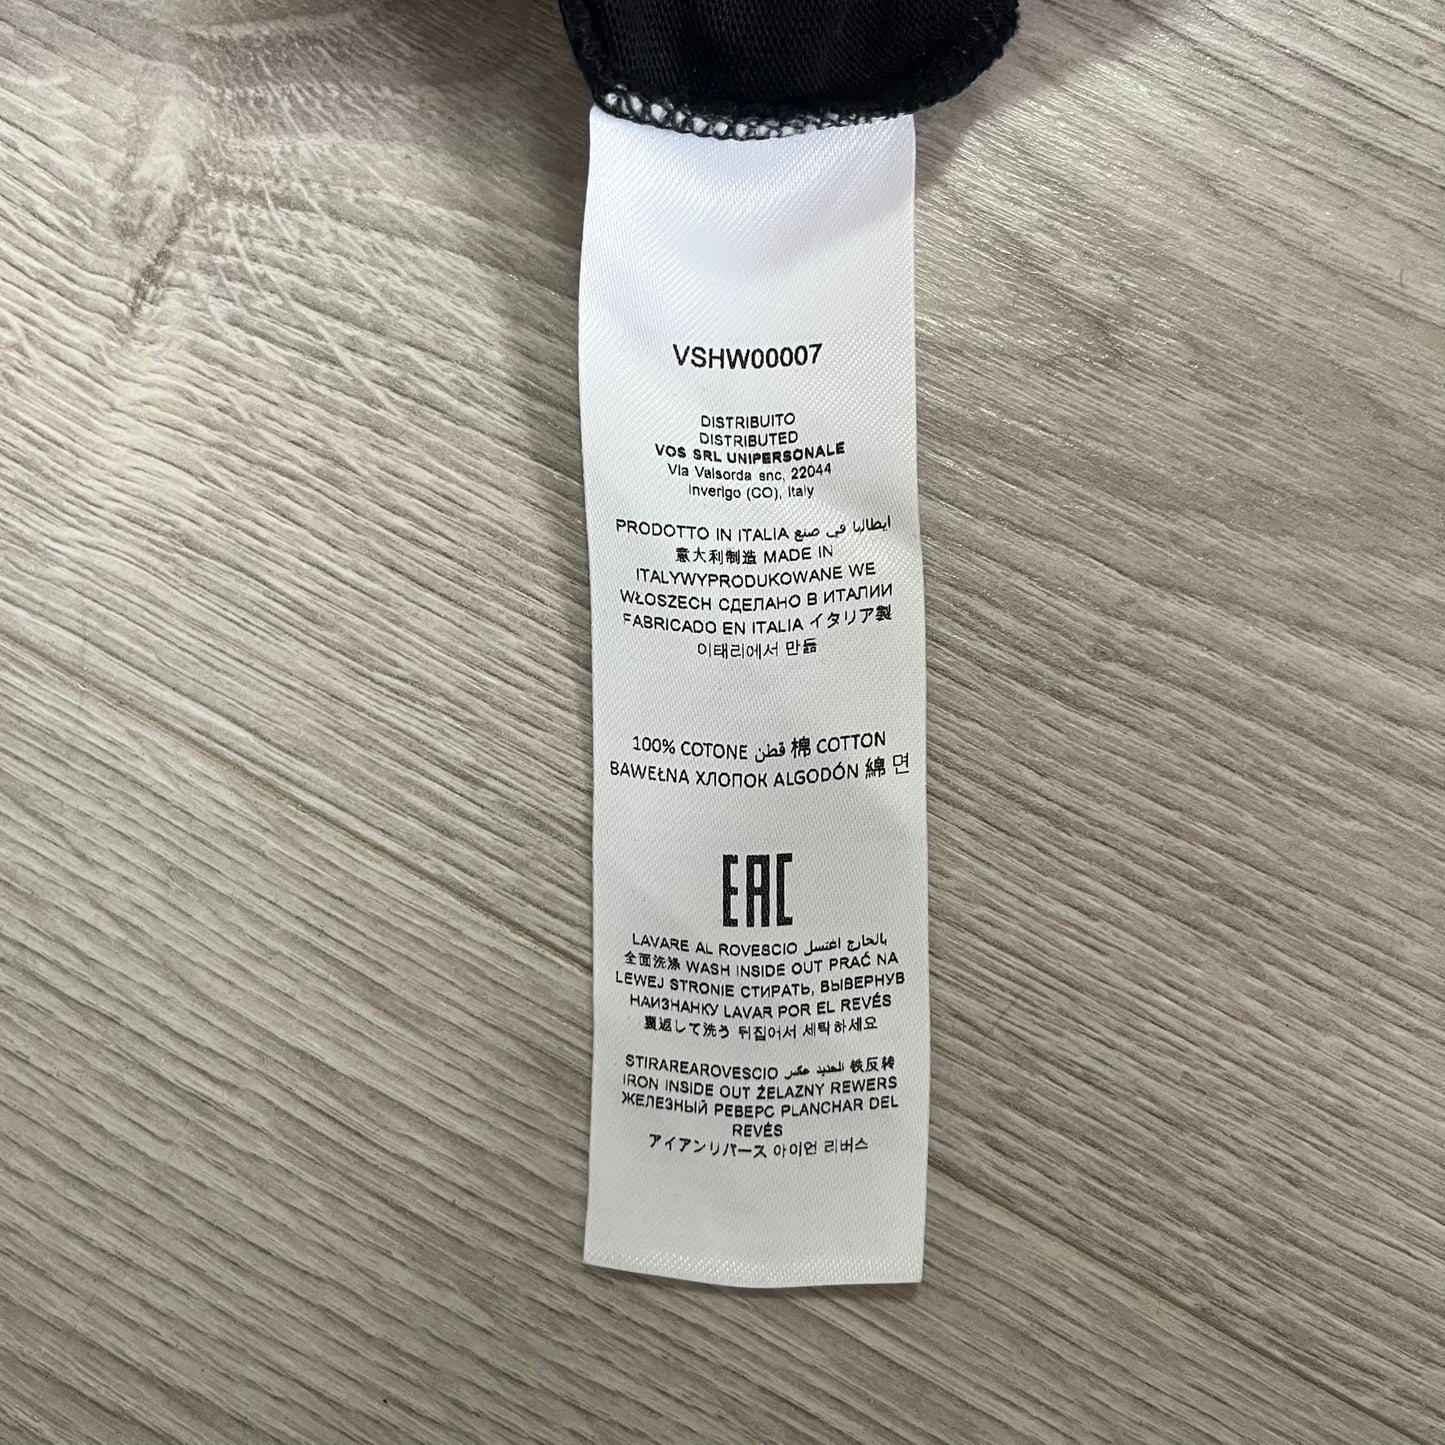 VSHW00007
DISTRIBUITO
DISTRIBUTED
VOS SRL UNIPERSONALE
Via Valsorda snc, 22044
Inverigo (CO), Italy
PRODOTTO IN ITALIA ايطاليا في صنع
意大利制造 MADE IN
ITALYWYPRODUKOWANE WE
WŁOSZECH СДЕЛАНО В ИТАЛИИ
FABRICADO EN ITALIA イタリア製
이태리에서 만듦
100% COTONE قطن 棉 COTTON
BAWEŁNA ХЛОПОК ALGODÓN 綿 면
EAC
LAVARE AL ROVESCIO بالخارج اغتسل
全面洗涤 WASH INSIDE OUT PRAĆ NA
LEWEJ STRONIE СТИРАТЬ, ВЫВЕРНУВ
НАИЗНАНКУ LAVAR POR EL REVÉS
裏返して洗う 뒤집어서 세탁하세요
STIRAREAROVESCIO الحديد عكس 铁反转
IRON INSIDE OUT ŻELAZNY REWERS
ЖЕЛЕЗНЫЙ РЕВЕРС PLANCHAR DEL
REVÉS
アイアンリバース 아이언 리버스